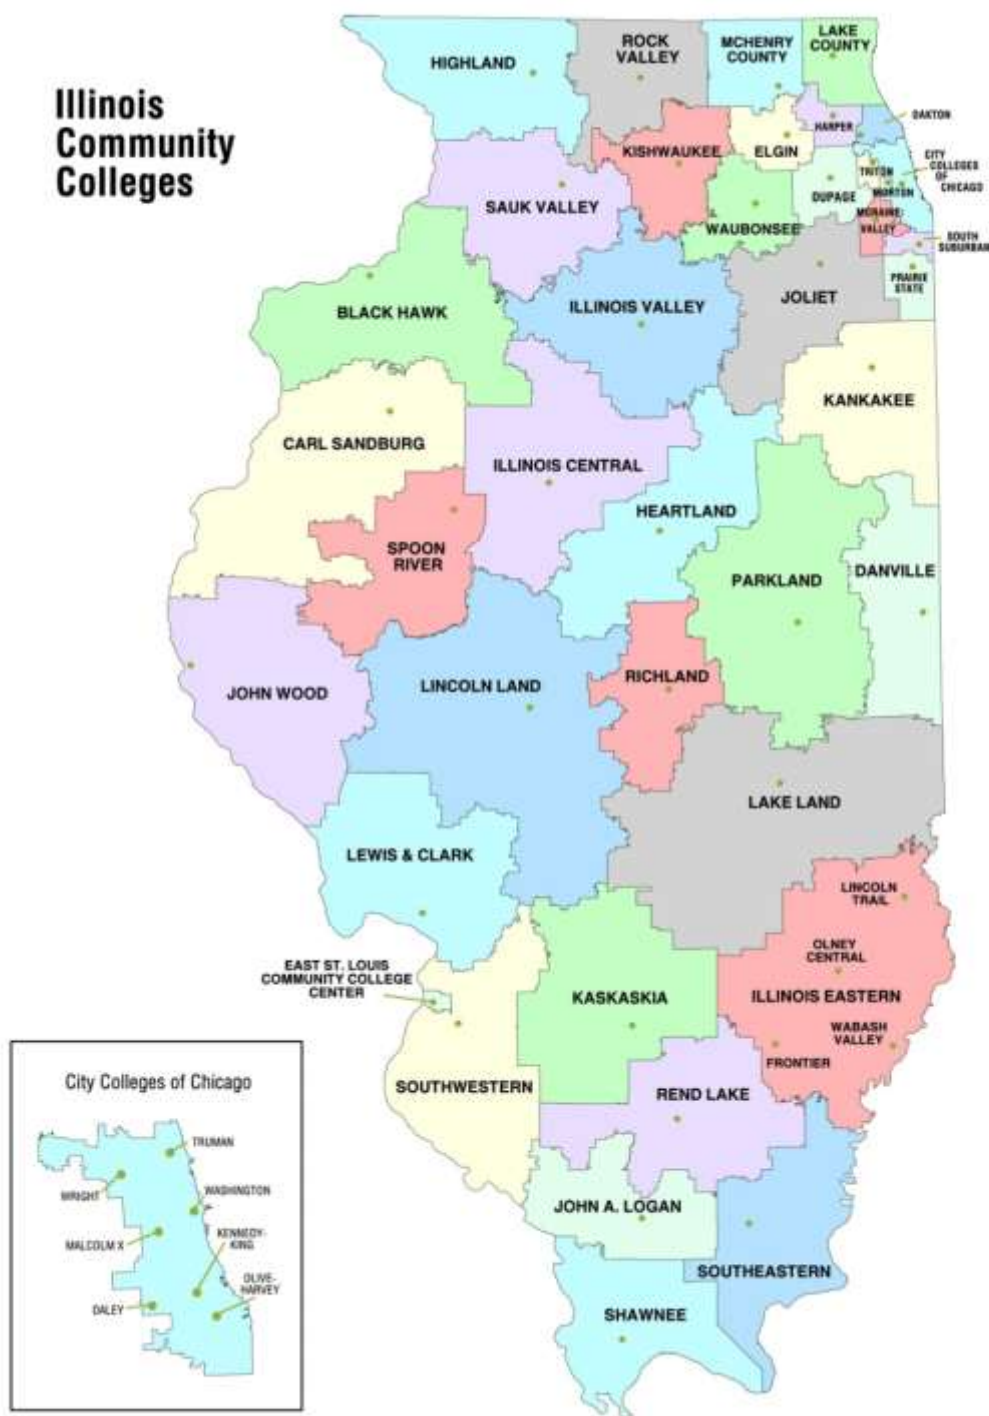 Illinois
Community
Colleges
HIGHLAND
ROCK
VALLEY
MCHENRY
COUNTY
LAKE
COUNTY
OAKTON
HARPER
KISHWAUKEE
ELGIN
CITY
COLLEGES
OF
CHICAGO
TRITON
MORTON
DUPAGE
SAUK VALLEY
WAUBONSEE
MORAINE
VALLEY
SOUTH
SUBURBAN
PRAIRIE
STATE
BLACK HAWK
ILLINOIS VALLEY
JOLIET
KANKAKEE
CARL SANDBURG
ILLINOIS CENTRAL
HEARTLAND
SPOON
RIVER
PARKLAND
DANVILLE
JOHN WOOD
LINCOLN LAND
RICHLAND
LAKE LAND
LEWIS & CLARK
LINCOLN
TRAIL
OLNEY
CENTRAL
EAST ST. LOUIS
COMMUNITY COLLEGE
CENTER
KASKASKIA
ILLINOIS EASTERN
WABASH
VALLEY
FRONTIER
SOUTHWESTERN
REND LAKE
JOHN A. LOGAN
SOUTHEASTERN
SHAWNEE
City Colleges of Chicago
TRUMAN
WRIGHT
WASHINGTON
MALCOLM X
KENNEDY-
KING
OLIVE-
HARVEY
DALEY